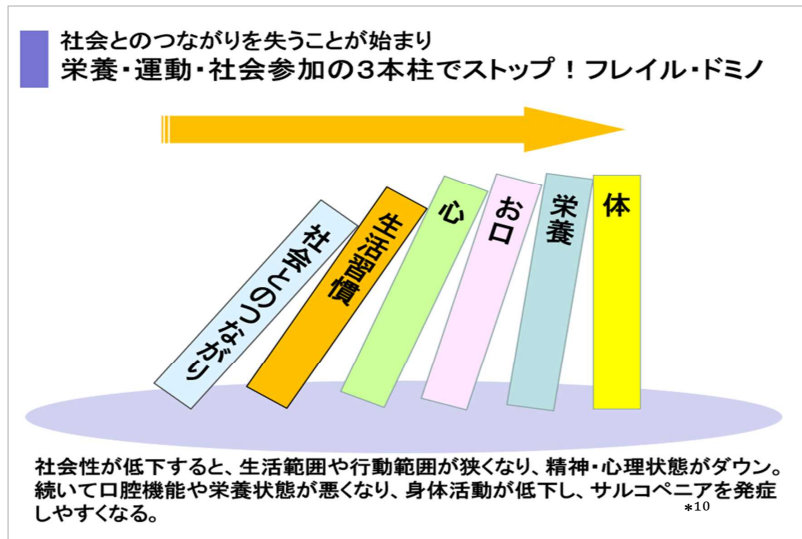 社会とのつながりを失うことが始まり
栄養・運動・社会参加の３本柱でストップ！フレイル・ドミノ
社会とのつながり
生活習慣
心
お口
栄養
体
社会性が低下すると、生活範囲や行動範囲が狭くなり、精神・心理状態がダウン。
続いて口腔機能や栄養状態が悪くなり、身体活動が低下し、サルコペニアを発症
しやすくなる。
*10